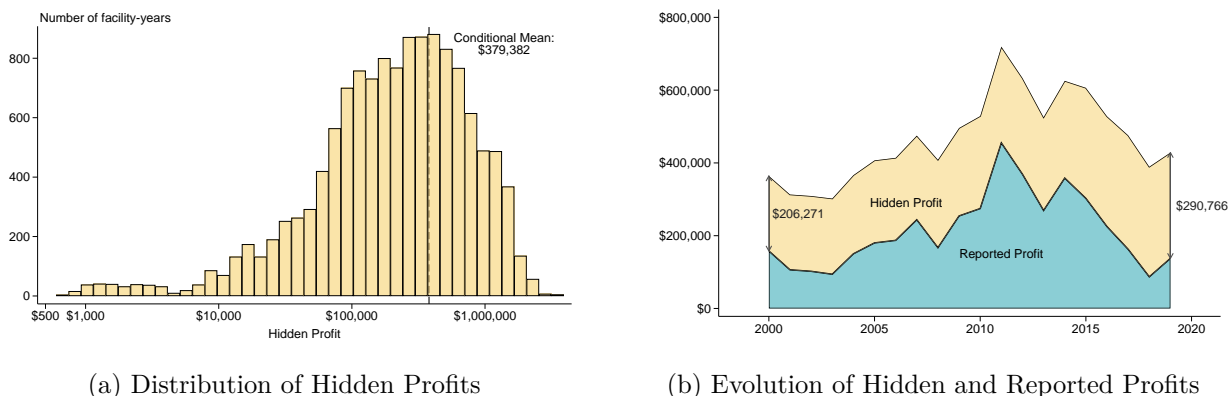 Number of facility-years
Conditional Mean:
$379,382
800
600
400
200
0
$500 $1,000 $10,000 $100,000 $1,000,000
Hidden Profit
(a) Distribution of Hidden Profits
$800,000
$600,000
$400,000
$200,000
$0
$206,271
Hidden Profit
Reported Profit
$290,766
2000 2005 2010 2015 2020
(b) Evolution of Hidden and Reported Profits